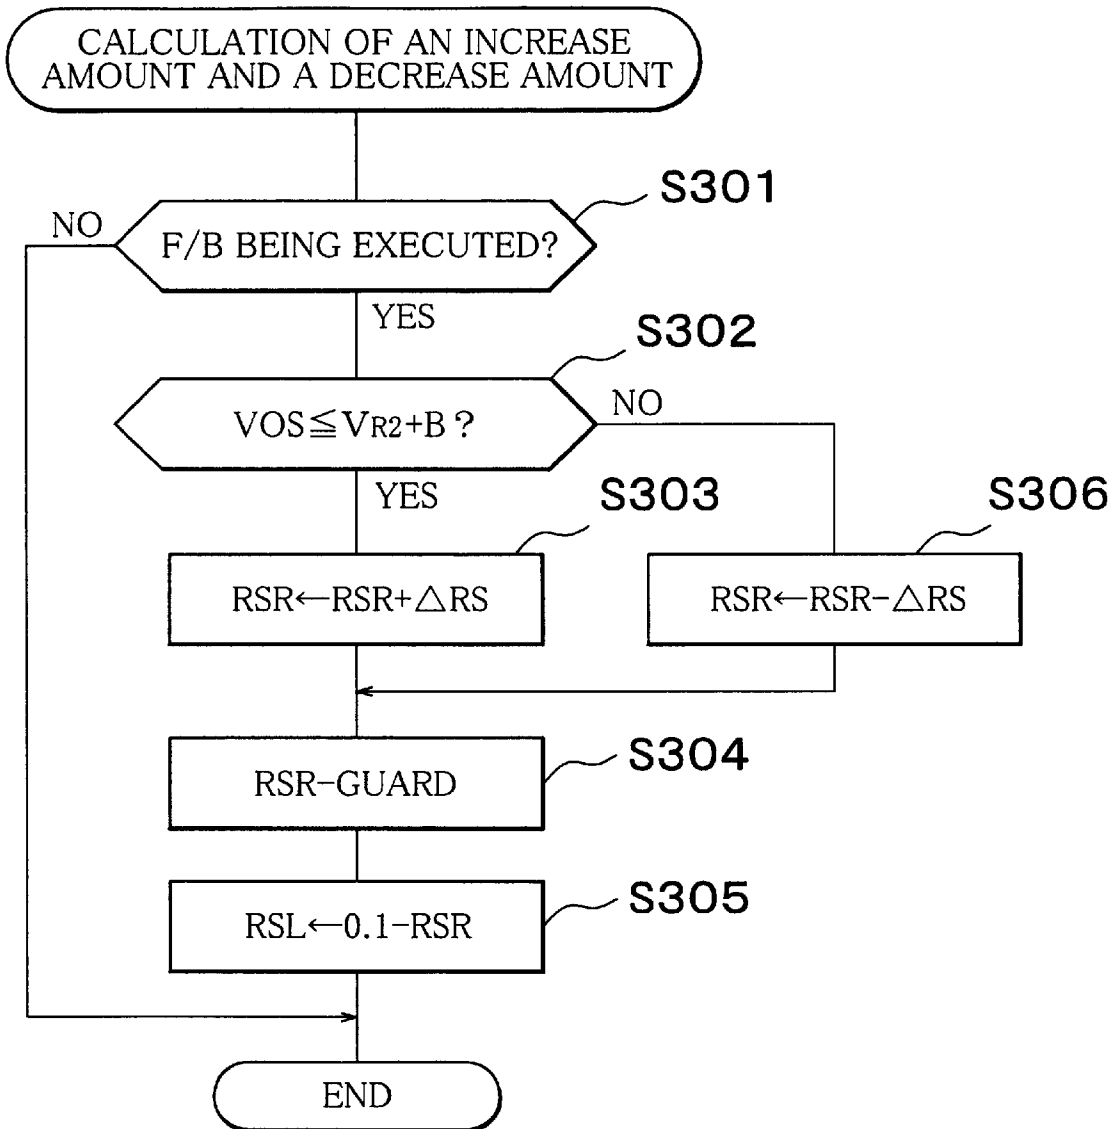 CALCULATION OF AN INCREASE
AMOUNT AND A DECREASE AMOUNT
S301
NO
F/B BEING EXECUTED?
YES
S302
VOS≦VR2+B?
NO
YES
S303
S306
RSR←RSR+△RS
RSR←RSR-△RS
S304
RSR-GUARD
S305
RSL←0.1-RSR
END